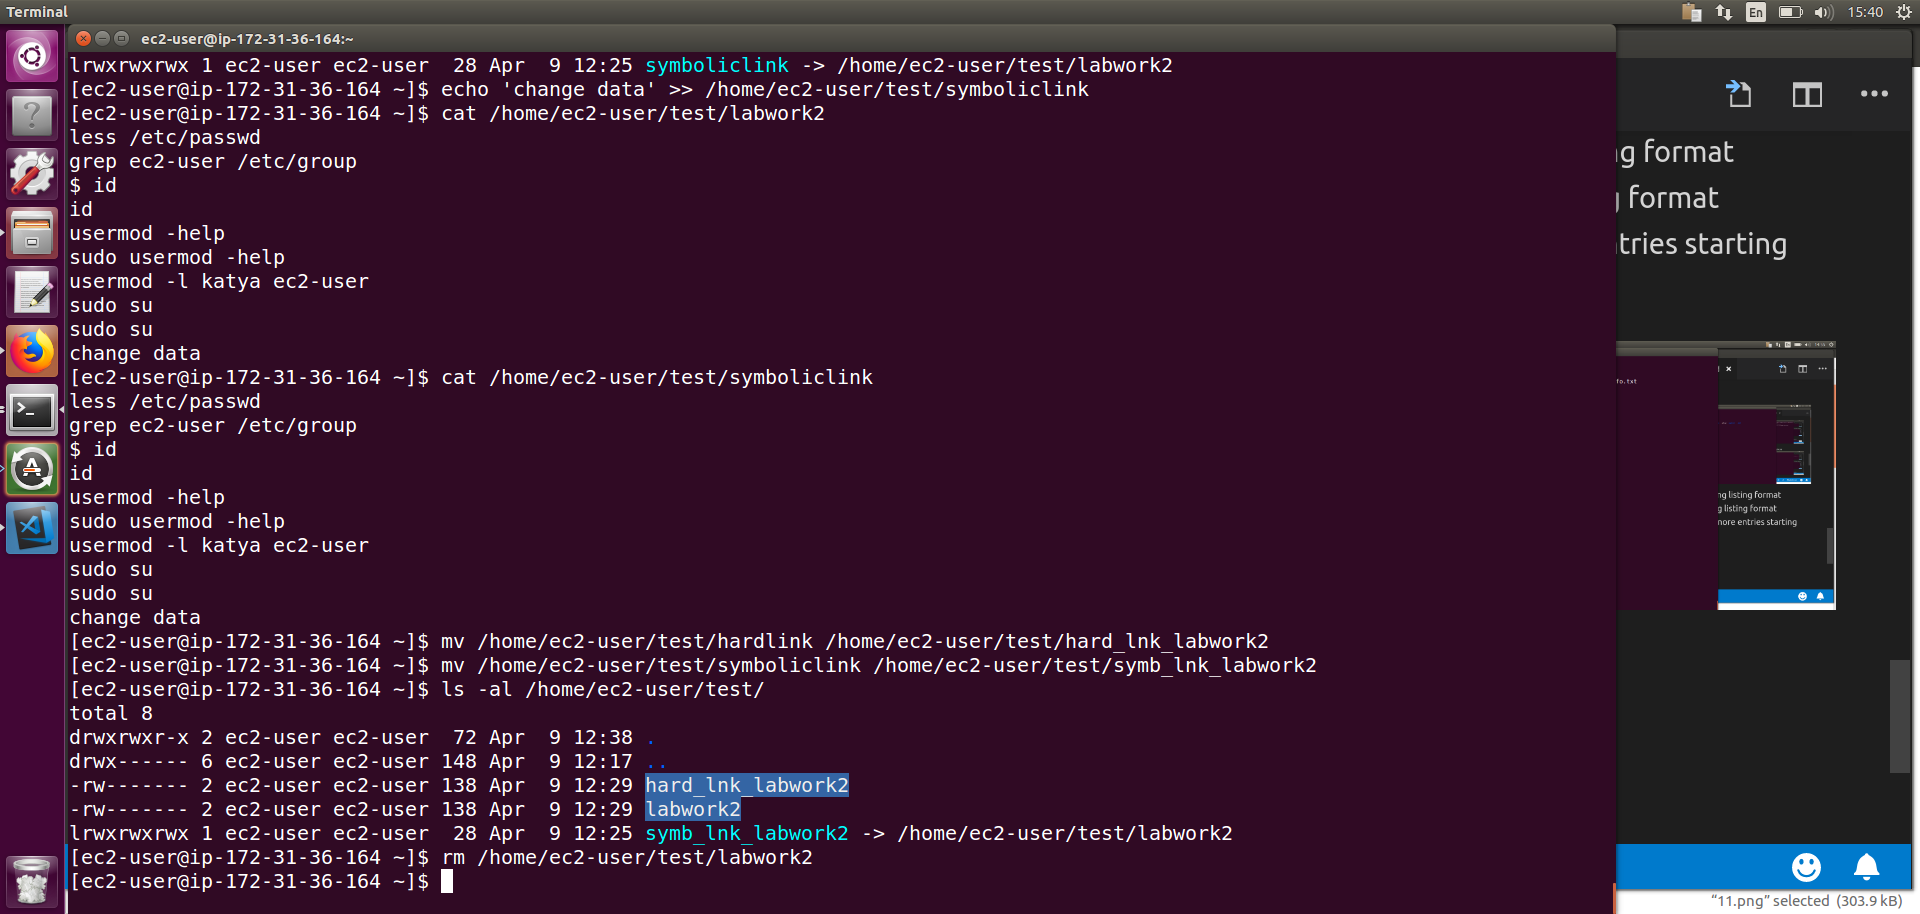 Terminal
En
15:40
ec2-user@ip-172-31-36-164:~
lrwxrwxrwx 1 ec2-user ec2-user  28 Apr  9 12:25 symboliclink -> /home/ec2-user/test/labwork2
[ec2-user@ip-172-31-36-164 ~]$ echo 'change data' >> /home/ec2-user/test/symboliclink
[ec2-user@ip-172-31-36-164 ~]$ cat /home/ec2-user/test/labwork2
less /etc/passwd
grep ec2-user /etc/group
$ id
id
usermod -help
sudo usermod -help
usermod -l katya ec2-user
sudo su
sudo su
change data
[ec2-user@ip-172-31-36-164 ~]$ cat /home/ec2-user/test/symboliclink
less /etc/passwd
grep ec2-user /etc/group
$ id
id
usermod -help
sudo usermod -help
usermod -l katya ec2-user
sudo su
sudo su
change data
[ec2-user@ip-172-31-36-164 ~]$ mv /home/ec2-user/test/hardlink /home/ec2-user/test/hard_lnk_labwork2
[ec2-user@ip-172-31-36-164 ~]$ mv /home/ec2-user/test/symboliclink /home/ec2-user/test/symb_lnk_labwork2
[ec2-user@ip-172-31-36-164 ~]$ ls -al /home/ec2-user/test/
total 8
drwxrwxr-x 2 ec2-user ec2-user  72 Apr  9 12:38 .
drwx------ 6 ec2-user ec2-user 148 Apr  9 12:17 ..
-rw------- 2 ec2-user ec2-user 138 Apr  9 12:29 hard_lnk_labwork2
-rw------- 2 ec2-user ec2-user 138 Apr  9 12:29 labwork2
lrwxrwxrwx 1 ec2-user ec2-user  28 Apr  9 12:25 symb_lnk_labwork2 -> /home/ec2-user/test/labwork2
[ec2-user@ip-172-31-36-164 ~]$ rm /home/ec2-user/test/labwork2
[ec2-user@ip-172-31-36-164 ~]$
g format
format
tries starting
fo.txt
ng listing format
g listing format
more entries starting
"11.png" selected (303.9 kB)